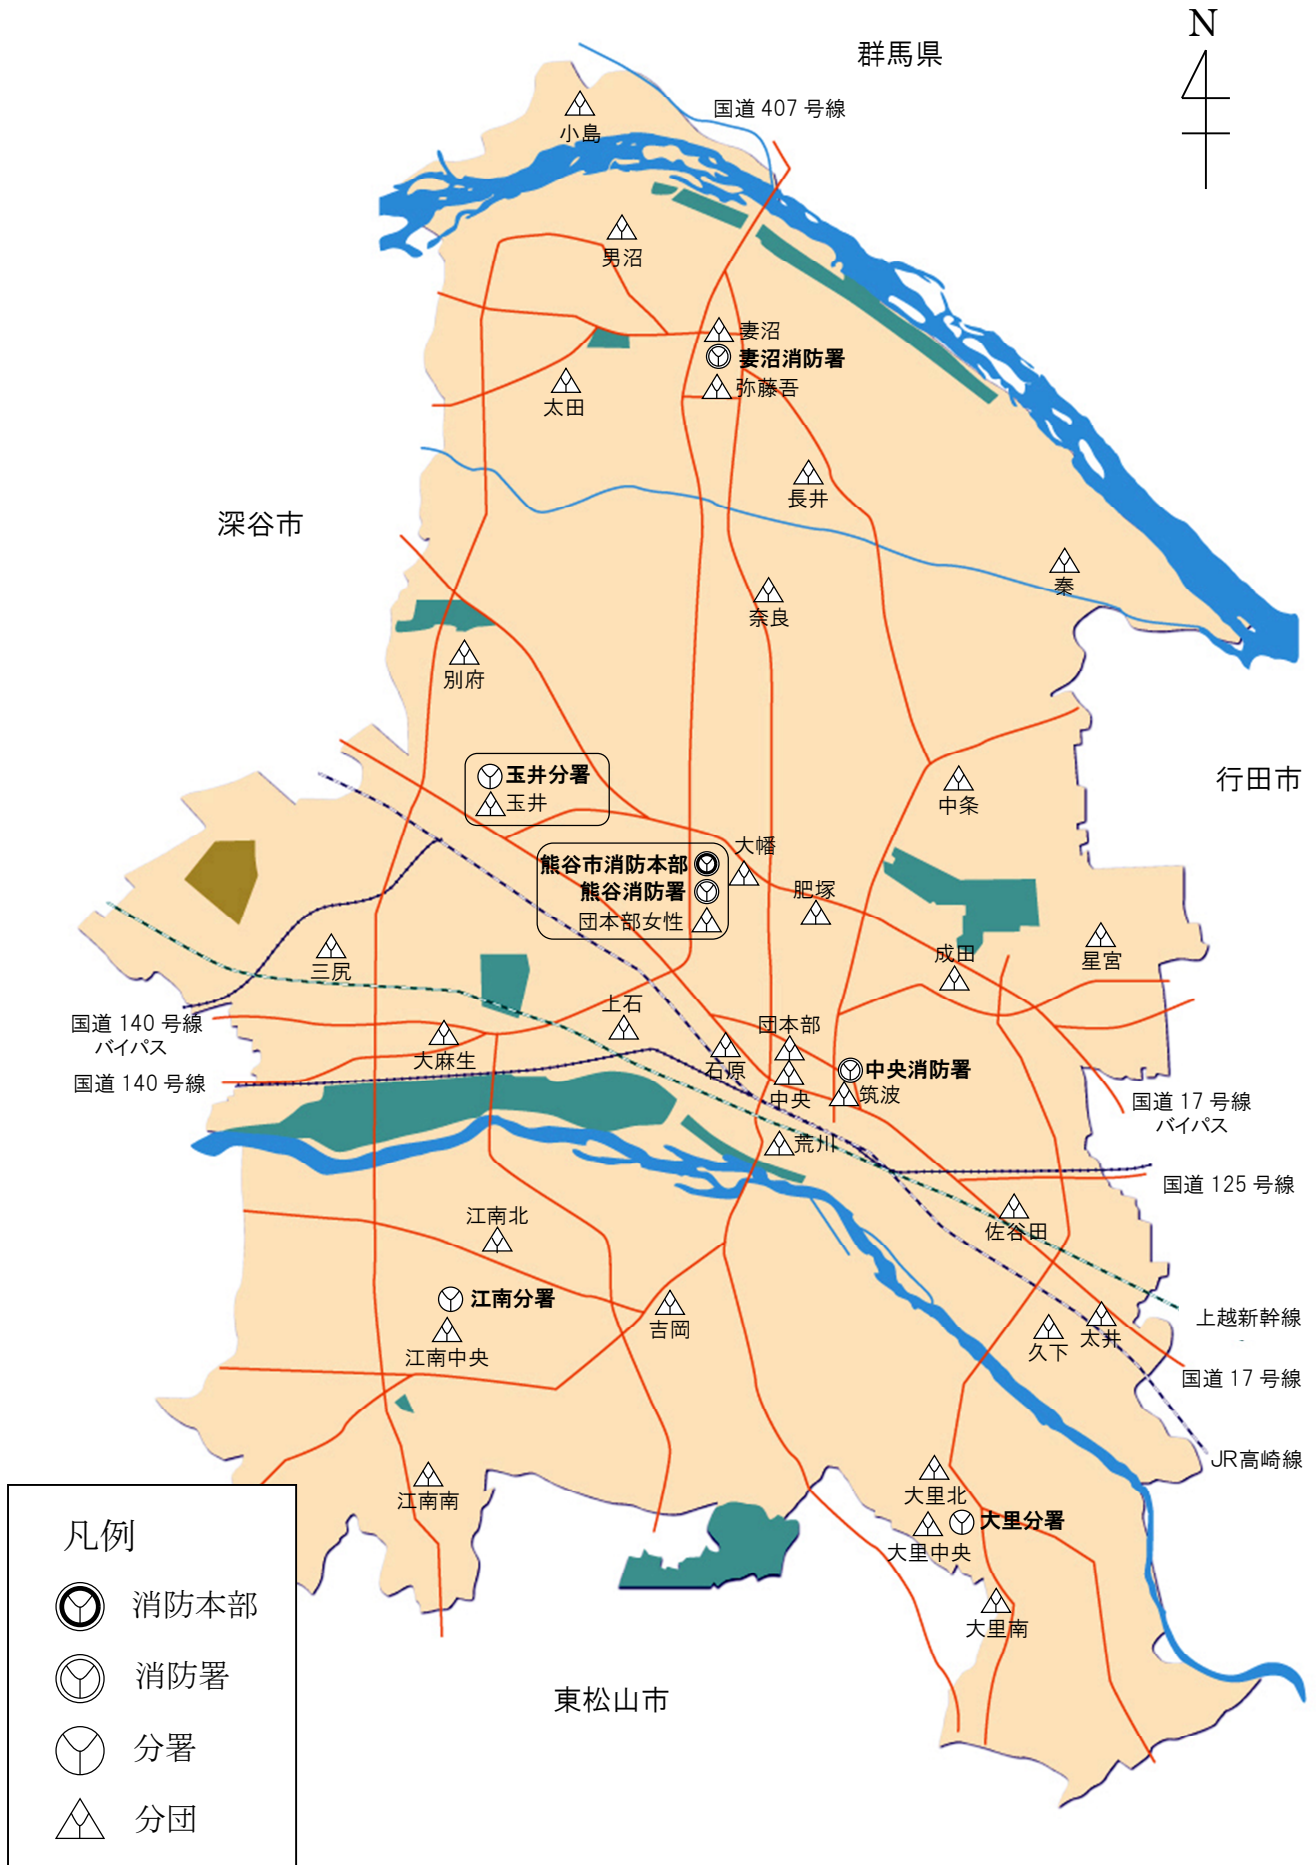 N
群馬県
国道 407 号線
小島
男沼
妻沼
妻沼消防署
弥藤吾
太田
長井
深谷市
秦
奈良
別府
玉井分署
玉井
行田市
中条
大幡
熊谷市消防本部
熊谷消防署
団本部女性
肥塚
三尻
成田
星宮
上石
国道 140 号線
バイパス
団本部
大麻生
石原
中央消防署
国道 140 号線
中央
筑波
国道 17 号線
バイパス
荒川
国道 125 号線
江南北
佐谷田
江南分署
吉岡
上越新幹線
江南中央
久下
太井
国道 17 号線
JR高崎線
江南南
大里北
大里分署
大里中央
大里南
東松山市
凡例
消防本部
消防署
分署
分団